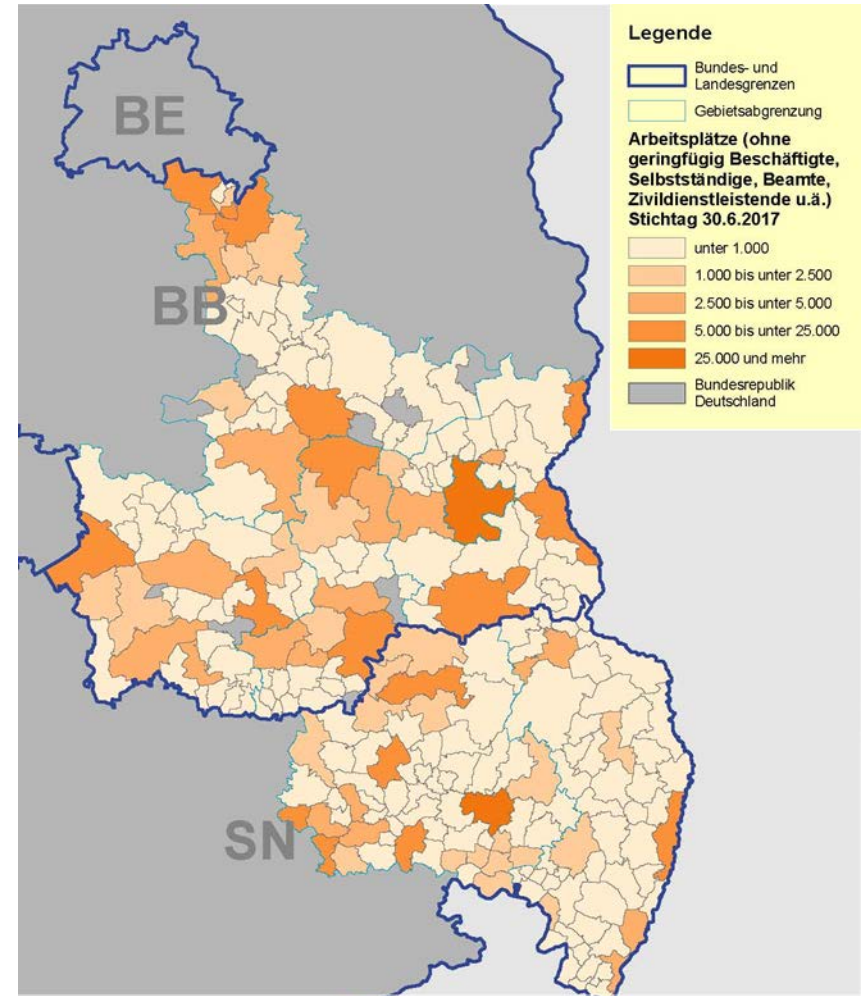 BE
BB
SN
Legende
Bundes- und
Landesgrenzen
Gebietsabgrenzung
Arbeitsplätze (ohne
geringfügig Beschäftigte,
Selbstständige, Beamte,
Zivildienstleistende u.ä.)
Stichtag 30.6.2017
unter 1.000
1.000 bis unter 2.500
2.500 bis unter 5.000
5.000 bis unter 25.000
25.000 und mehr
Bundesrepublik
Deutschland